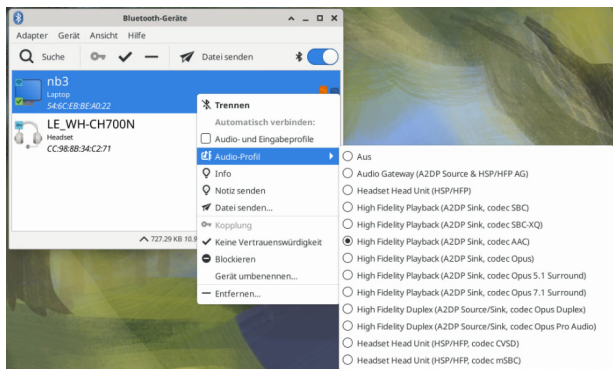 Bluetooth-Geräte
Adapter Gerät Ansicht Hilfe
Suche Datei senden
nb3
Laptop
54:6C:EB:BE:A0:22
LE_WH-CH700N
Headset
CC:98:8B:34:C2:71
727.29 KB 10.9
Trennen
Automatisch verbinden:
Audio- und Eingabeprofile
Audio-Profil
Info
Notiz senden
Datei senden...
Kopplung
Keine Vertrauenswürdigkeit
Blockieren
Gerät umbenennen...
Entfernen...
Aus
Audio Gateway (A2DP Source & HSP/HFP AG)
Headset Head Unit (HSP/HFP)
High Fidelity Playback (A2DP Sink, codec SBC)
High Fidelity Playback (A2DP Sink, codec SBC-XQ)
High Fidelity Playback (A2DP Sink, codec AAC)
High Fidelity Playback (A2DP Sink, codec Opus)
High Fidelity Playback (A2DP Sink, codec Opus 5.1 Surround)
High Fidelity Playback (A2DP Sink, codec Opus 7.1 Surround)
High Fidelity Duplex (A2DP Source/Sink, codec Opus Duplex)
High Fidelity Duplex (A2DP Source/Sink, codec Opus Pro Audio)
Headset Head Unit (HSP/HFP, codec CVSD)
Headset Head Unit (HSP/HFP, codec mSBC)